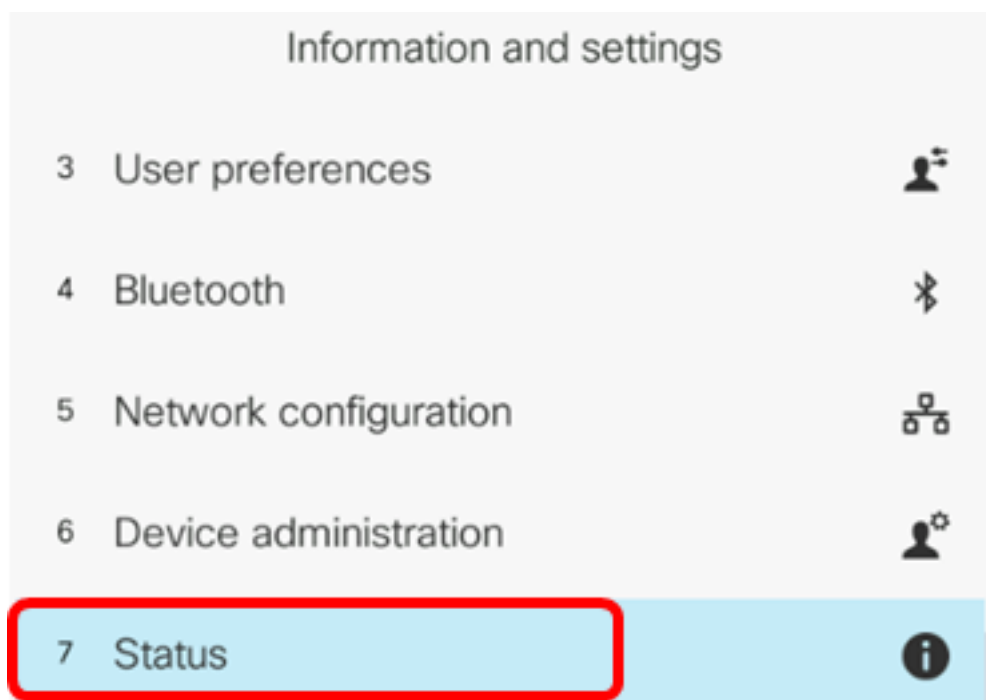 Information and settings
3 User preferences
4 Bluetooth
5 Network configuration
6 Device administration
7 Status